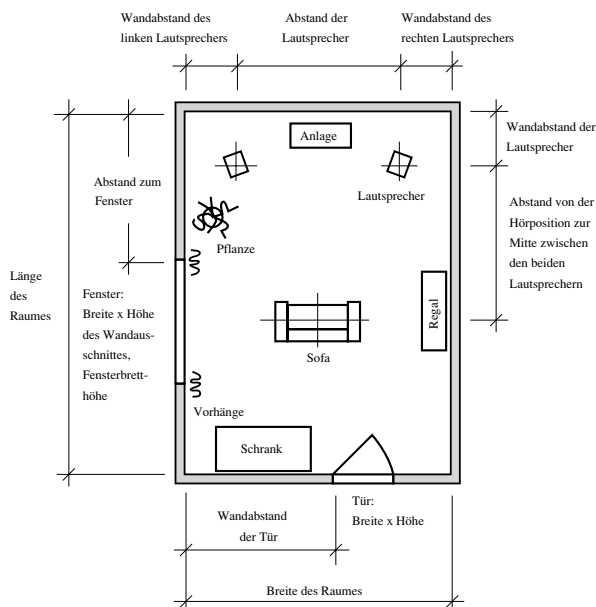 Wandabstand des
linken Lautsprechers
Abstand der
Lautsprecher
Wandabstand des
rechten Lautsprechers
Anlage
Wandabstand der
Lautsprecher
Lautsprecher
Abstand zum
Fenster
Abstand von der
Hörposition zur
Mitte zwischen
den beiden
Lautsprechern
Pflanze
Länge
des
Raumes
Fenster:
Breite x Höhe
des Wandaus-
schnittes,
Fensterbrett-
höhe
Regal
Sofa
Vorhänge
Schrank
Wandabstand
der Tür
Tür:
Breite x Höhe
Breite des Raumes